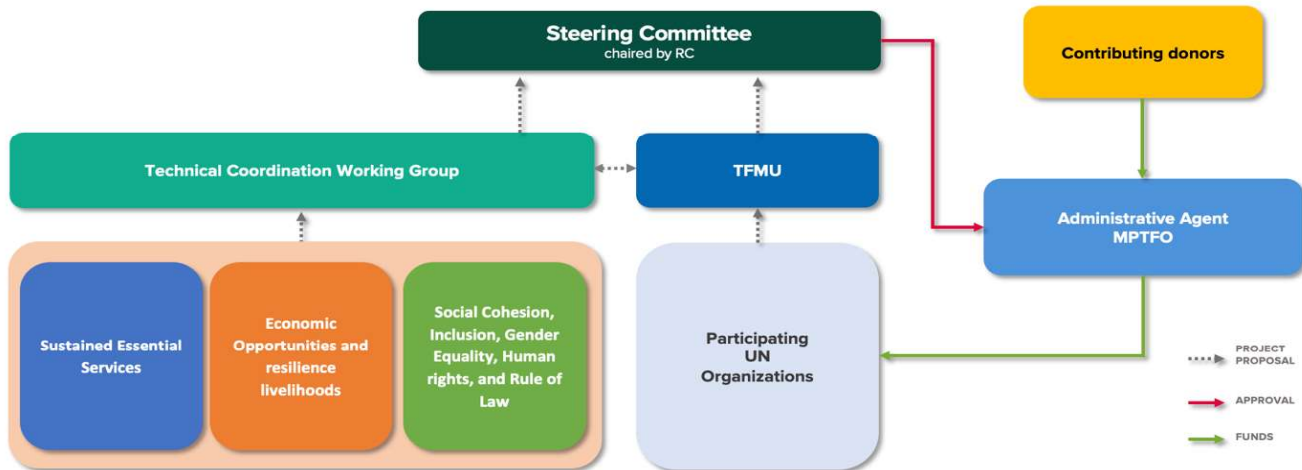 Steering Committee
chaired by RC
Contributing donors
Technical Coordination Working Group
TFMU
Administrative Agent
MPTFO
Sustained Essential
Services
Economic
Opportunities and
resilience
livelihoods
Social Cohesion,
Inclusion, Gender
Equality, Human
rights, and Rule of
Law
Participating
UN
Organizations
PROJECT
PROPOSAL
APPROVAL
FUNDS